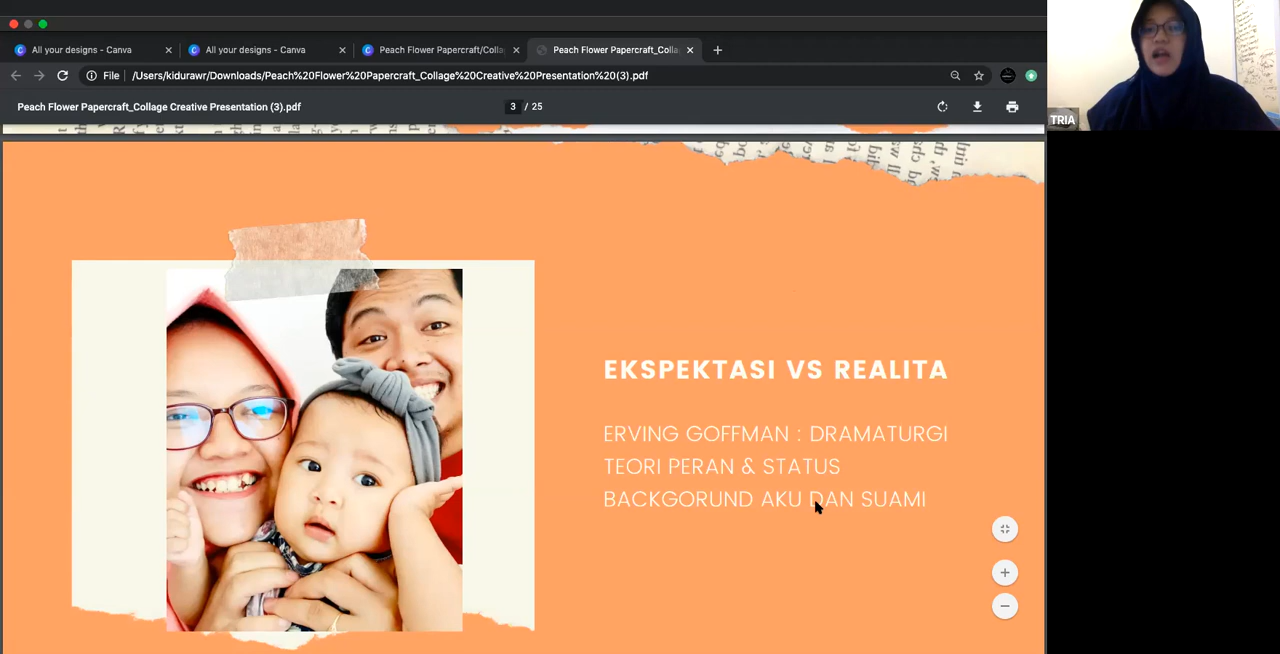 All your designs - Canva
All your designs - Canva
Peach Flower Papercraft/Colla
Peach Flower Papercraft_Colla
File | /Users/kidurawr/Downloads/Peach%20Flower%20Papercraft_Collage%20Creative%20Presentation%20(3).pdf
Peach Flower Papercraft_Collage Creative Presentation (3).pdf
3 / 25
TRIA
EKSPEKTASI VS REALITA
ERVING GOFFMAN : DRAMATURGI
TEORI PERAN & STATUS
BACKGORUND AKU DAN SUAMI